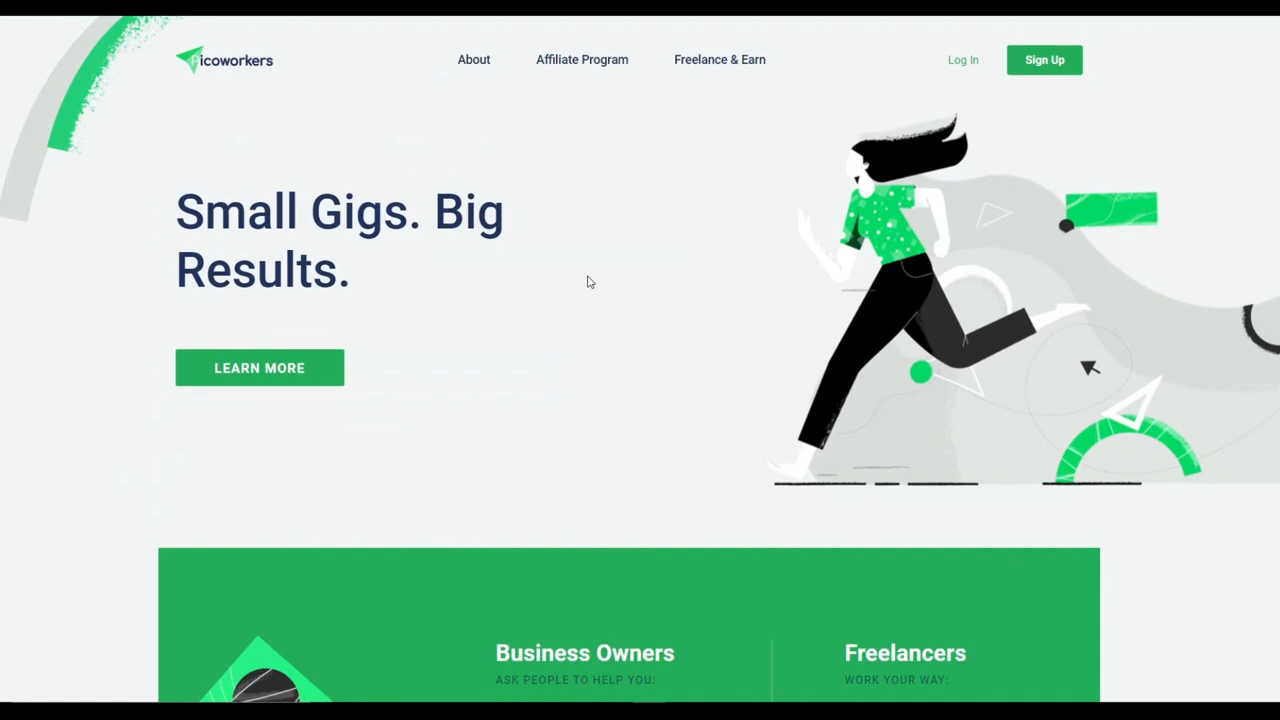 Picoworkers
About
Affiliate Program
Freelance & Earn
Log In
Sign Up
Small Gigs. Big
Results.
LEARN MORE
Business Owners
ASK PEOPLE TO HELP YOU:
Freelancers
WORK YOUR WAY: